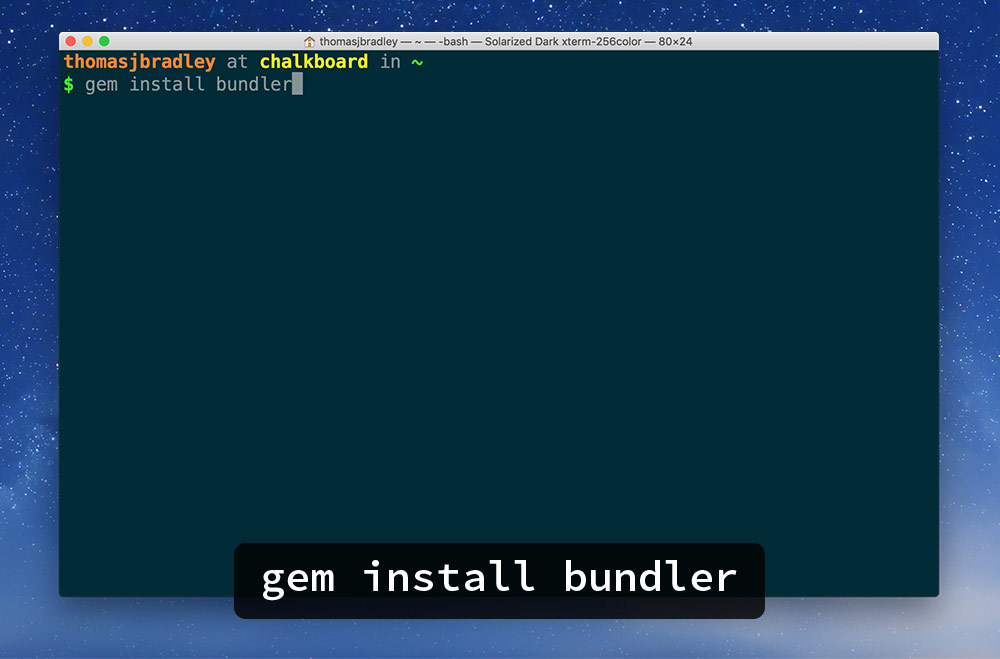 thomasjbradley — ~ — -bash — Solarized Dark xterm-256color — 80×24
thomasjbradley at chalkboard in ~
$ gem install bundler
gem install bundler